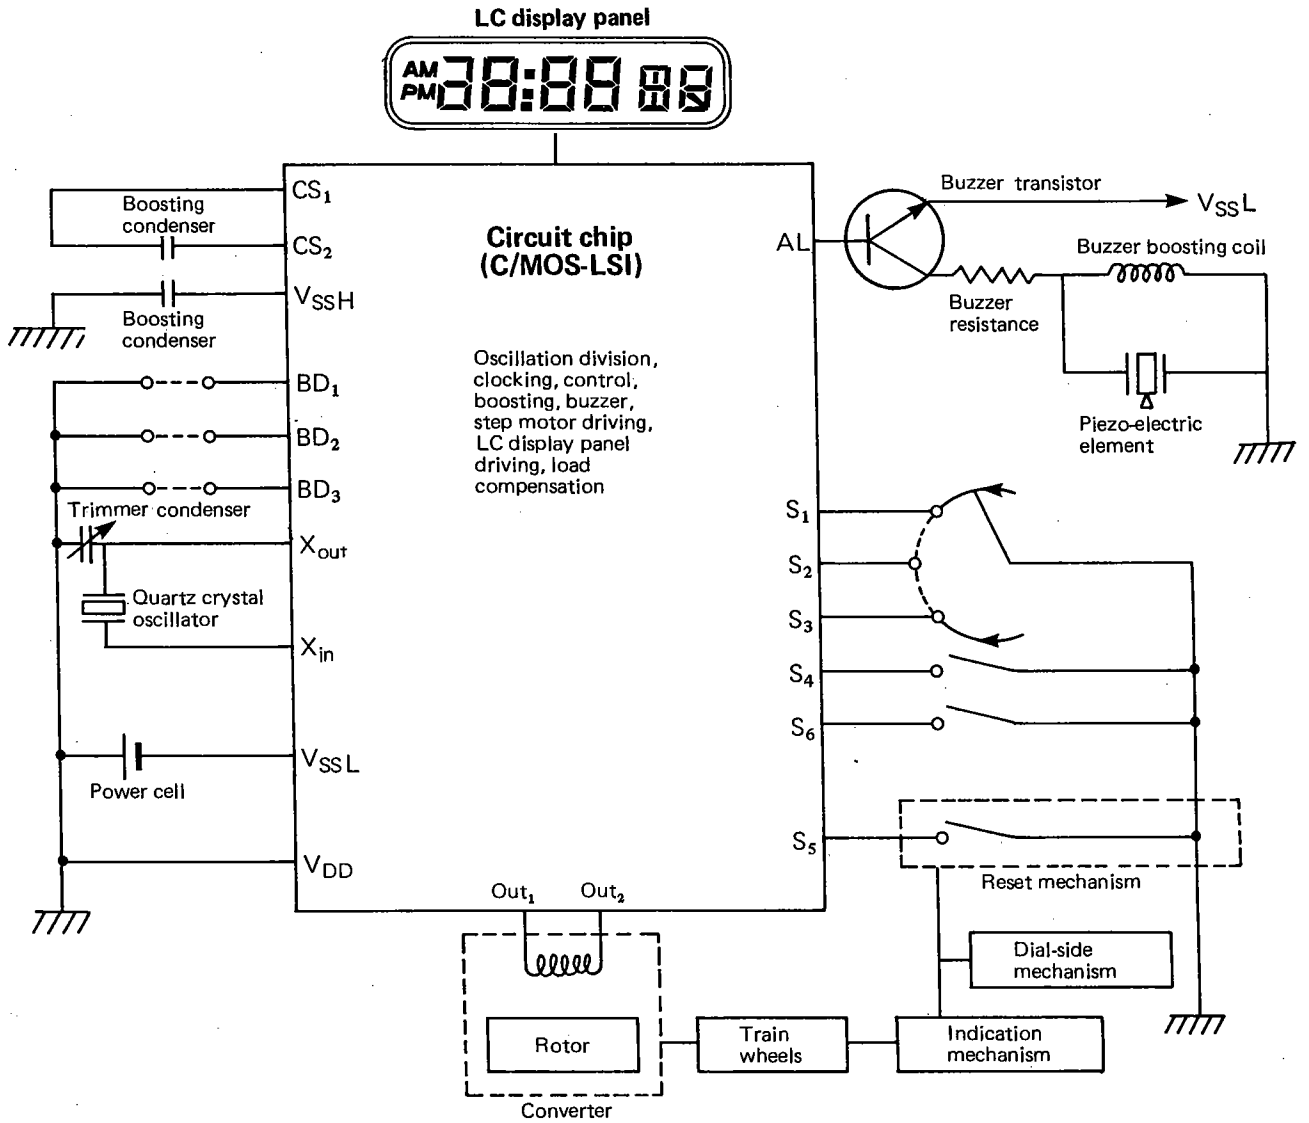 LC display panel
AM
PM
38:88
CS1
Boosting
condenser
CS2
VSSH
Boosting
condenser
BD1
BD2
BD3
Trimmer condenser
Xout
Quartz crystal
oscillator
Xin
VSSL
Power cell
VDD
Circuit chip
(C/MOS-LSI)
Oscillation division,
clocking, control,
boosting, buzzer,
step motor driving,
LC display panel
driving, load
compensation
AL
Buzzer transistor
VSSL
Buzzer boosting coil
Buzzer
resistance
Piezo-electric
element
S1
S2
S3
S4
S6
S5
Reset mechanism
Out1 Out2
Dial-side
mechanism
Rotor
Train
wheels
Indication
mechanism
Converter